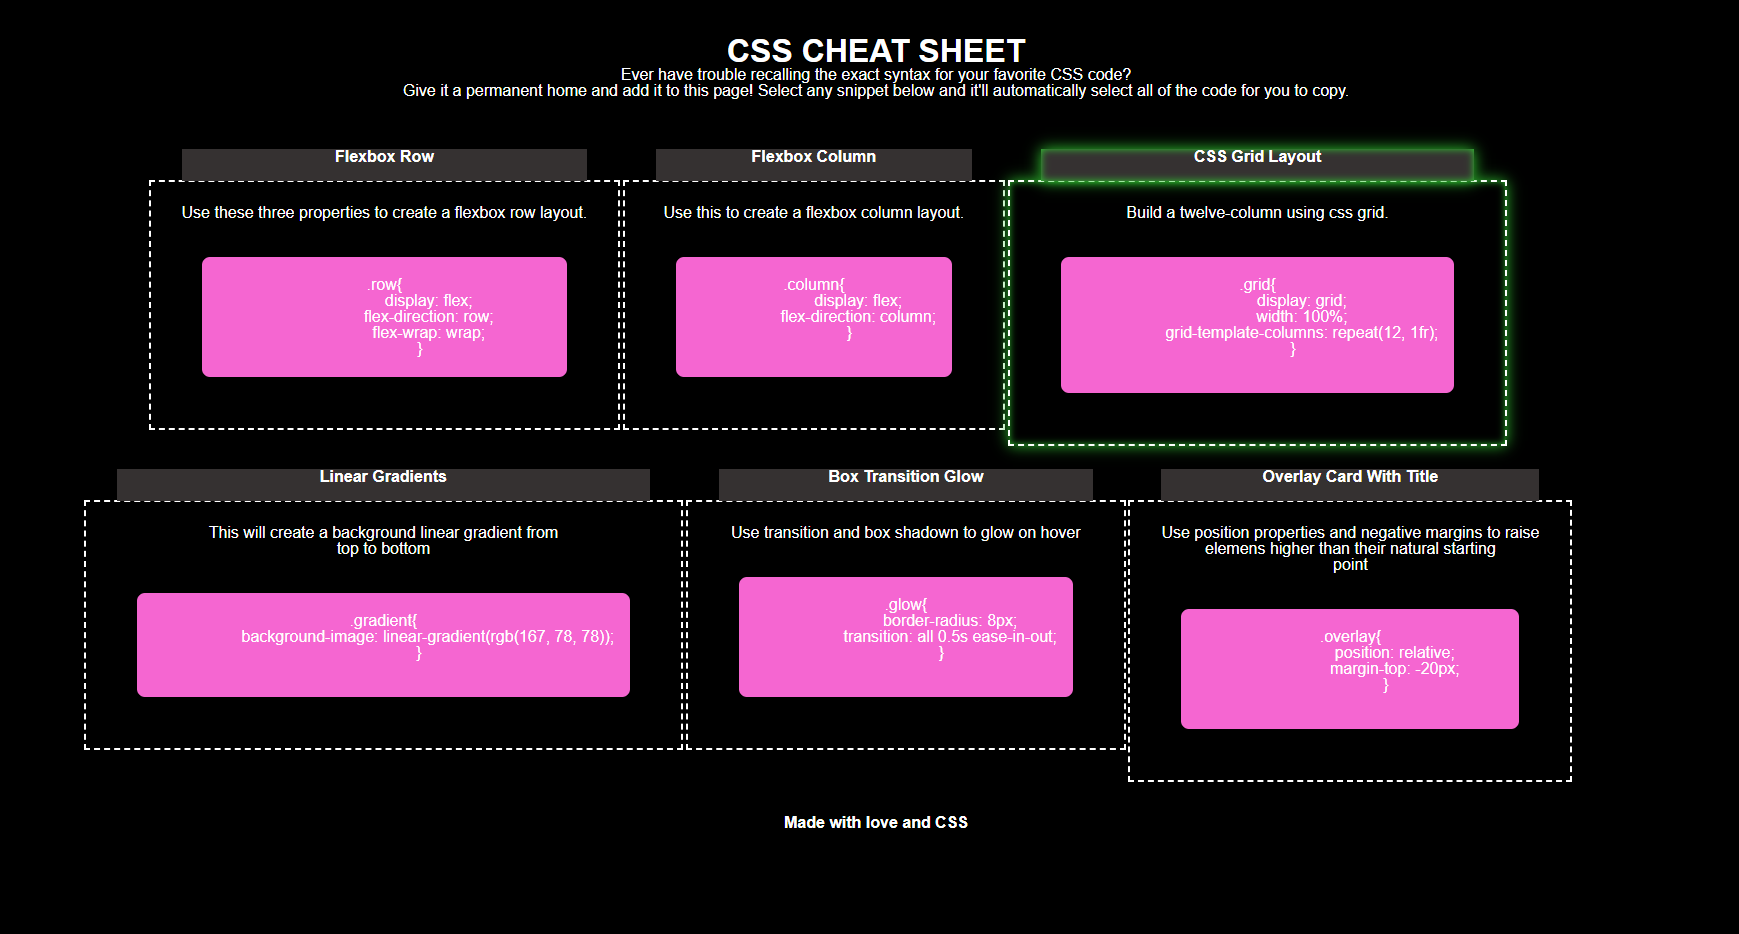 CSS CHEAT SHEET
Ever have trouble recalling the exact syntax for your favorite CSS code?
Give it a permanent home and add it to this page! Select any snippet below and it'll automatically select all of the code for you to copy.
Flexbox Row
Use these three properties to create a flexbox row layout.
.row{
display: flex;
flex-direction: row;
flex-wrap: wrap;
}
Flexbox Column
Use this to create a flexbox column layout.
.column{
display: flex;
flex-direction: column;
}
CSS Grid Layout
Build a twelve-column using css grid.
.grid{
display: grid;
width: 100%;
grid-template-columns: repeat(12, 1fr);
}
Linear Gradients
This will create a background linear gradient from
top to bottom
.gradient{
background-image: linear-gradient(rgb(167, 78, 78));
}
Box Transition Glow
Use transition and box shadown to glow on hover
.glow{
border-radius: 8px;
transition: all 0.5s ease-in-out;
}
Overlay Card With Title
Use position properties and negative margins to raise
elemens higher than their natural starting
point
.overlay{
position: relative;
margin-top: -20px;
}
Made with love and CSS